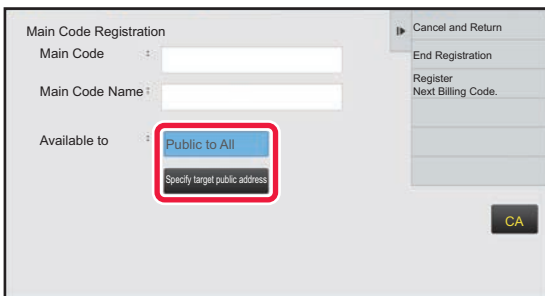 Main Code Registration
Main Code :
Main Code Name :
Available to :
Public to All
Specify target public address
Cancel and Return
End Registration
Register
Next Billing Code.
CA